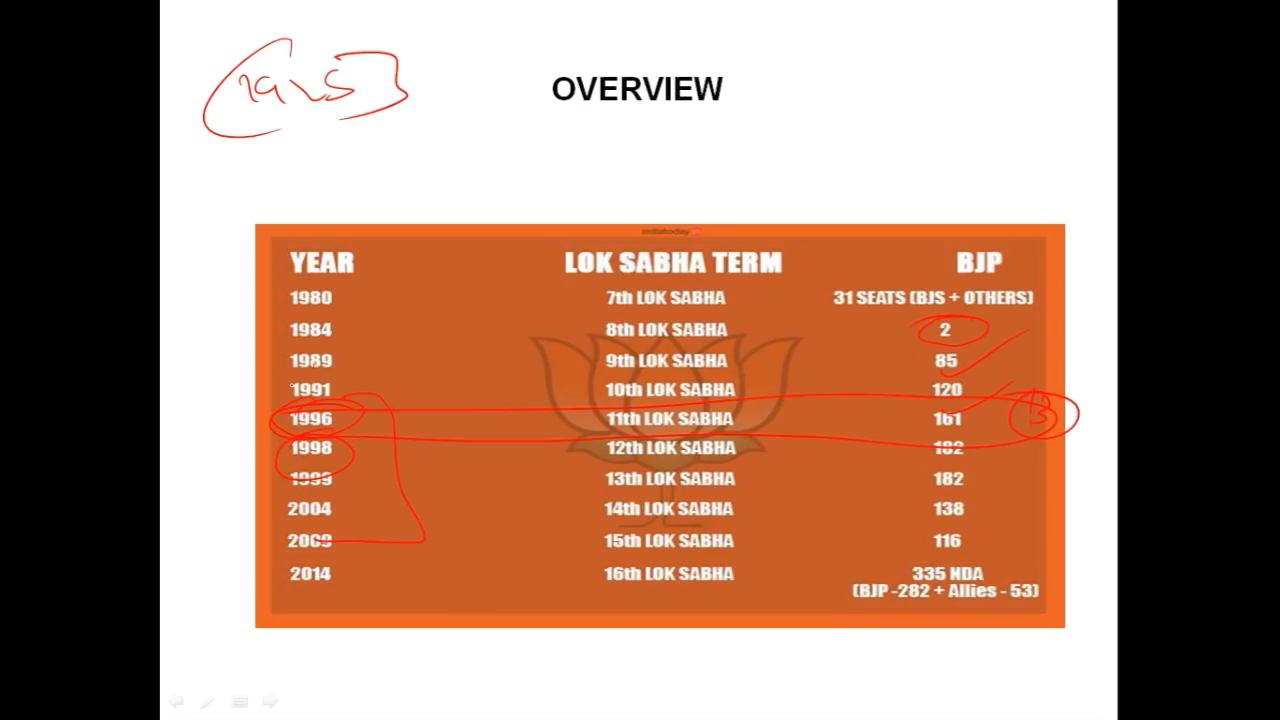 OVERVIEW
indiatoday
YEAR LOK SABHA TERM BJP
1980 7th LOK SABHA 31 SEATS (BJS + OTHERS)
1984 8th LOK SABHA 2
1989 9th LOK SABHA 85
1991 10th LOK SABHA 120
1996 11th LOK SABHA 161
1998 12th LOK SABHA 182
1999 13th LOK SABHA 182
2004 14th LOK SABHA 138
2009 15th LOK SABHA 116
2014 16th LOK SABHA 335 NDA
(BJP -282 + Allies - 53)